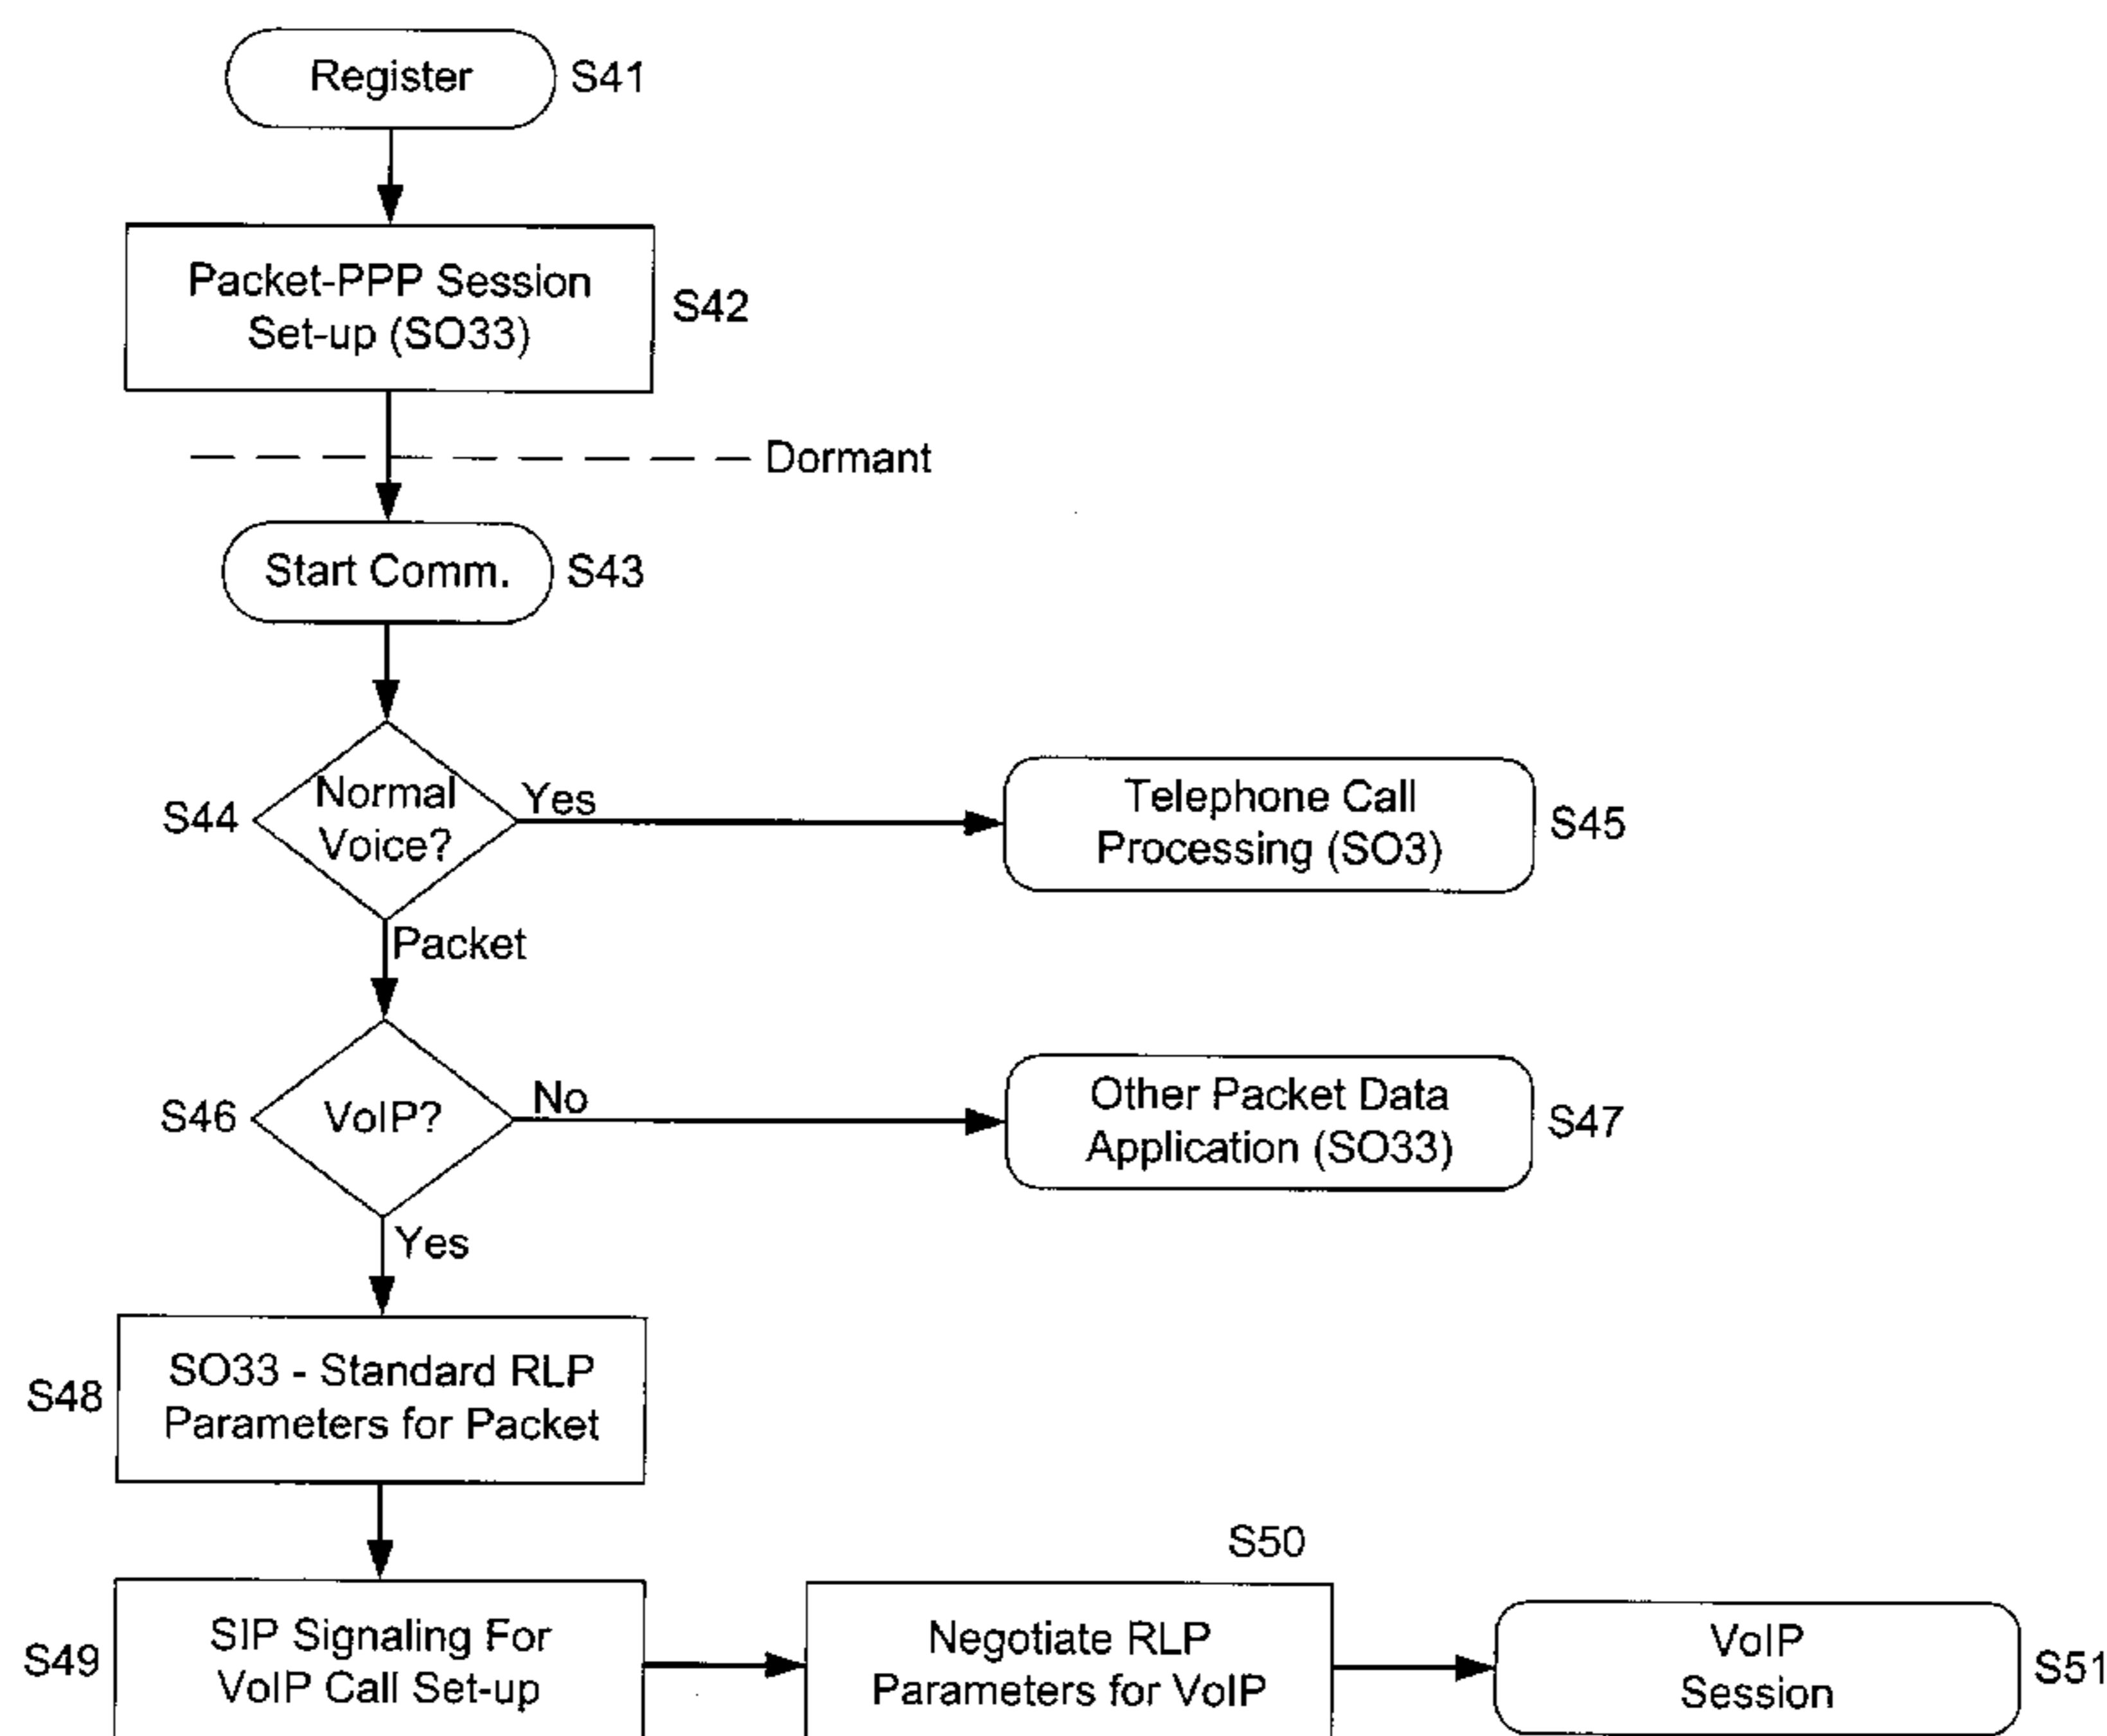 Register
S41
Packet-PPP Session
Set-up (SO33)
S42
Dormant
Start Comm.
S43
S44
Normal
Voice?
Yes
Telephone Call
Processing (SO3)
S45
Packet
S46
VoIP?
No
Other Packet Data
Application (SO33)
S47
Yes
S48
SO33 - Standard RLP
Parameters for Packet
S49
SIP Signaling For
VoIP Call Set-up
S50
Negotiate RLP
Parameters for VoIP
VoIP
Session
S51